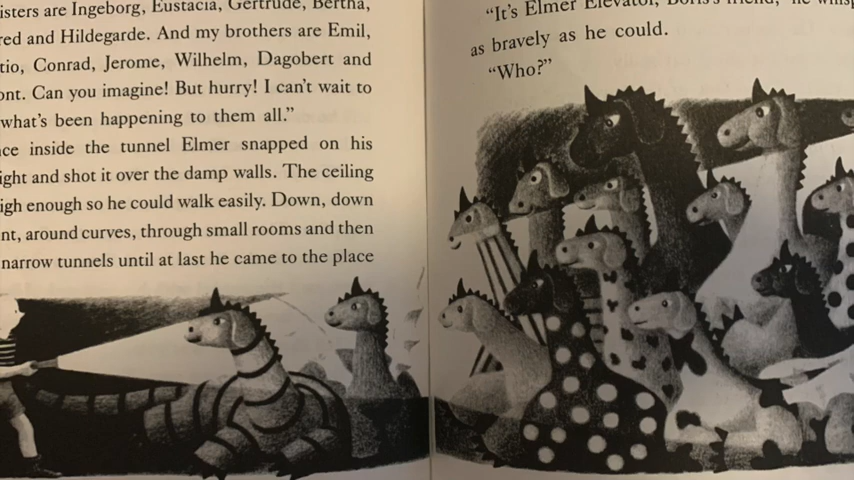 isters are Ingeborg, Eustacia, Gertrude, Bertha,
red and Hildegarde. And my brothers are Emil,
tio, Conrad, Jerome, Wilhelm, Dagobert and
ont. Can you imagine! But hurry! I can't wait to
what's been happening to them all."
ce inside the tunnel Elmer snapped on his
ight and shot it over the damp walls. The ceiling
igh enough so he could walk easily. Down, down
nt, around curves, through small rooms and then
narrow tunnels until at last he came to the place
"It's Elmer Elevator, Boris's friend," he whisp
as bravely as he could.
"Who?"